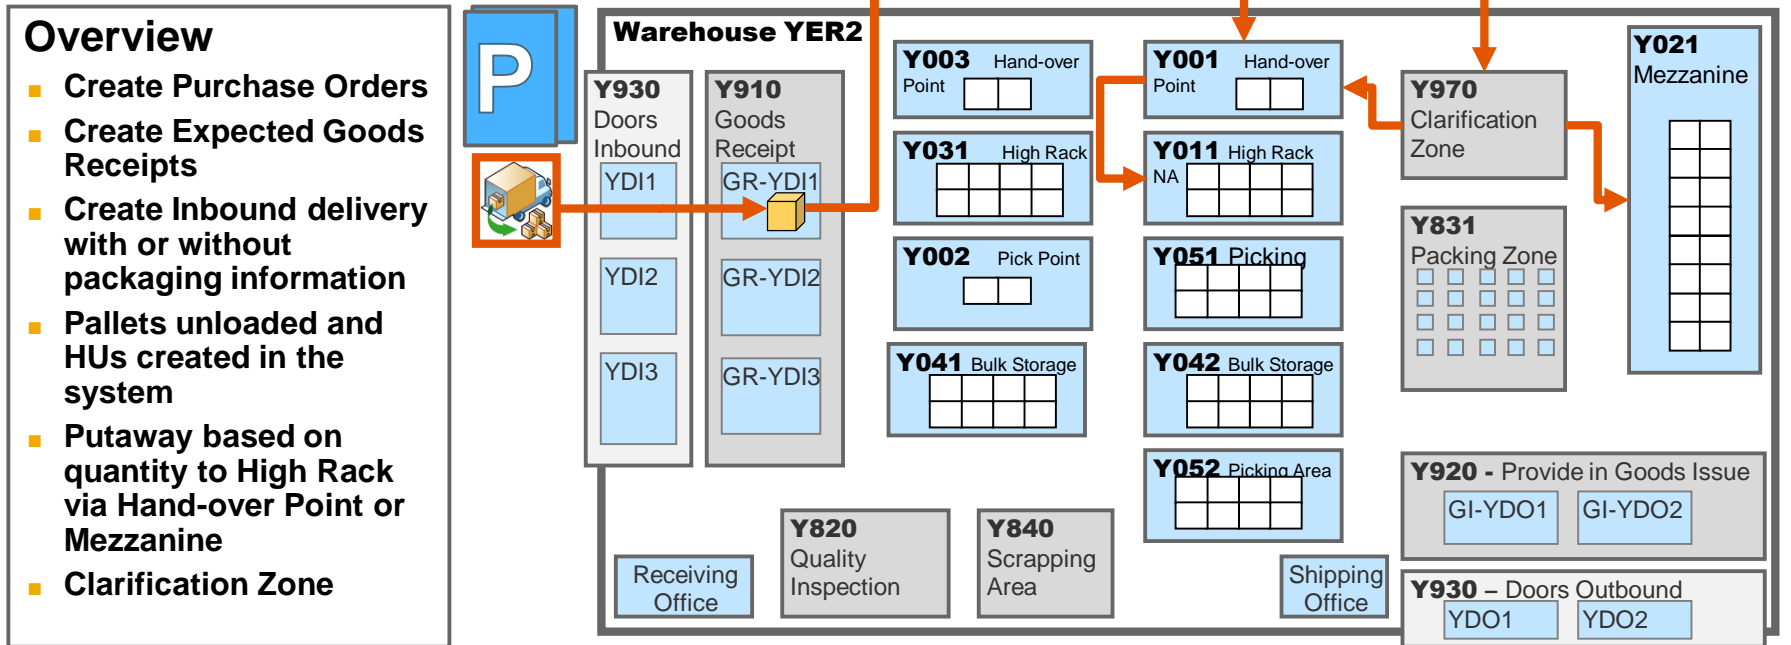 Overview
Create Purchase Orders
Create Expected Goods
Receipts
Create Inbound delivery
with or without
packaging information
Pallets unloaded and
HUs created in the
system
Putaway based on
quantity to High Rack
via Hand-over Point or
Mezzanine
Clarification Zone
P
Warehouse YER2
Y930
Doors
Inbound
YDI1
YDI2
YDI3
Y910
Goods
Receipt
GR-YDI1
GR-YDI2
GR-YDI3
Y003 Hand-over
Point
Y031 High Rack
Y002 Pick Point
Y041 Bulk Storage
Y001 Hand-over
Point
Y011 High Rack
NA
Y051 Picking
Y042 Bulk Storage
Y052 Picking Area
Y970
Clarification
Zone
Y831
Packing Zone
Y021
Mezzanine
Y920 - Provide in Goods Issue
GI-YDO1 GI-YDO2
Y930 – Doors Outbound
YDO1 YDO2
Receiving
Office
Y820
Quality
Inspection
Y840
Scrapping
Area
Shipping
Office